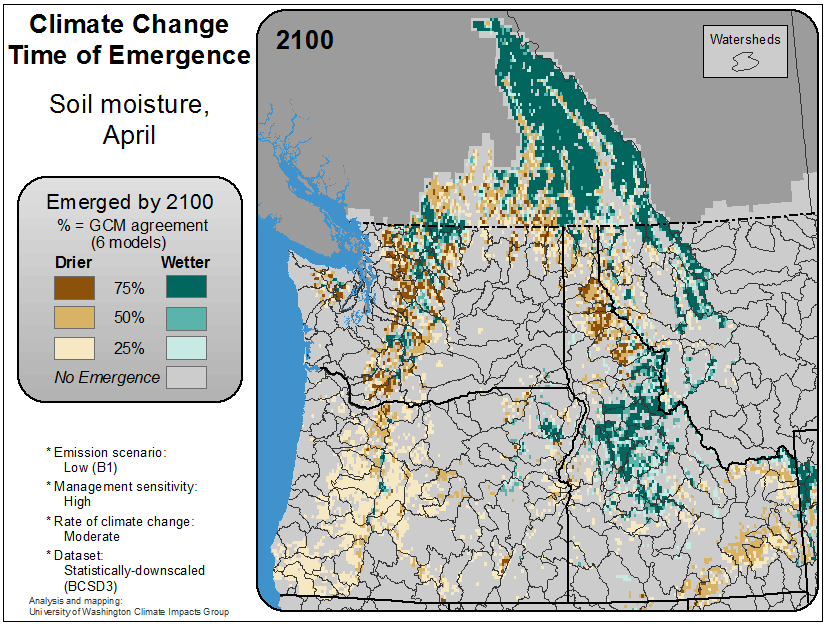 Climate Change
Time of Emergence
Soil moisture,
April
Emerged by 2100
% = GCM agreement
(6 models)
Drier Wetter
75%
50%
25%
No Emergence
* Emission scenario:
Low (B1)
* Management sensitivity:
High
* Rate of climate change:
Moderate
* Dataset:
Statistically-downscaled
(BCSD3)
Analysis and mapping:
University of Washington Climate Impacts Group
2100
Watersheds